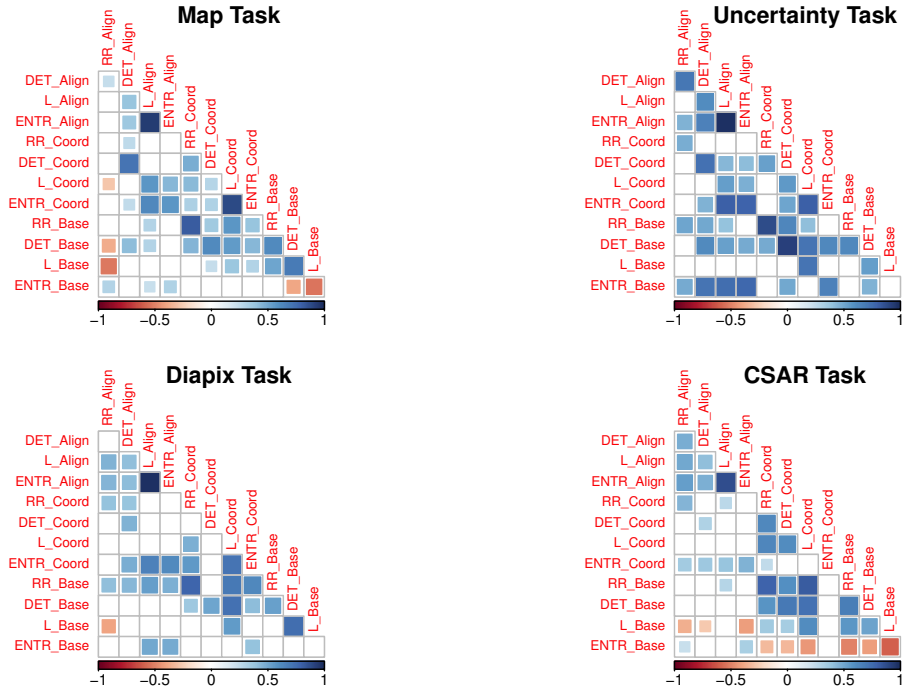 Map Task
RR_Align
DET_Align
L_Align
ENTR_Align
RR_Coord
DET_Coord
L_Coord
ENTR_Coord
RR_Base
DET_Base
L_Base
DET_Align
L_Align
ENTR_Align
RR_Coord
DET_Coord
L_Coord
ENTR_Coord
RR_Base
DET_Base
L_Base
ENTR_Base
−1 −0.5 0 0.5 1
Uncertainty Task
RR_Align
DET_Align
L_Align
ENTR_Align
RR_Coord
DET_Coord
L_Coord
ENTR_Coord
RR_Base
DET_Base
L_Base
DET_Align
L_Align
ENTR_Align
RR_Coord
DET_Coord
L_Coord
ENTR_Coord
RR_Base
DET_Base
L_Base
ENTR_Base
−1 −0.5 0 0.5 1
Diapix Task
RR_Align
DET_Align
L_Align
ENTR_Align
RR_Coord
DET_Coord
L_Coord
ENTR_Coord
RR_Base
DET_Base
L_Base
DET_Align
L_Align
ENTR_Align
RR_Coord
DET_Coord
L_Coord
ENTR_Coord
RR_Base
DET_Base
L_Base
ENTR_Base
−1 −0.5 0 0.5 1
CSAR Task
RR_Align
DET_Align
L_Align
ENTR_Align
RR_Coord
DET_Coord
L_Coord
ENTR_Coord
RR_Base
DET_Base
L_Base
DET_Align
L_Align
ENTR_Align
RR_Coord
DET_Coord
L_Coord
ENTR_Coord
RR_Base
DET_Base
L_Base
ENTR_Base
−1 −0.5 0 0.5 1